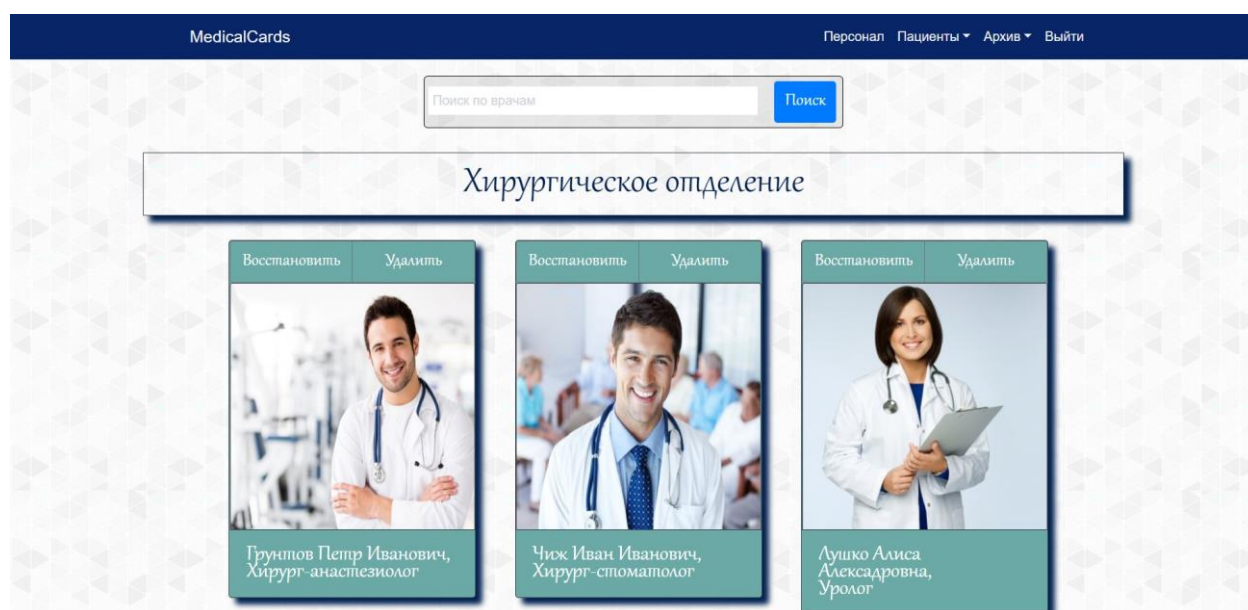 MedicalCards Персонал Пациенты Архив Выйти
Поиск по врачам Поиск
Хирургическое отделение
Восстановить Удалить Восстановить Удалить Восстановить Удалить
Грунтов Петр Иванович,
Хирург-анастезиолог
Чиж Иван Иванович,
Хирург-стоматолог
Лушко Алиса
Алексадровна,
Уролог